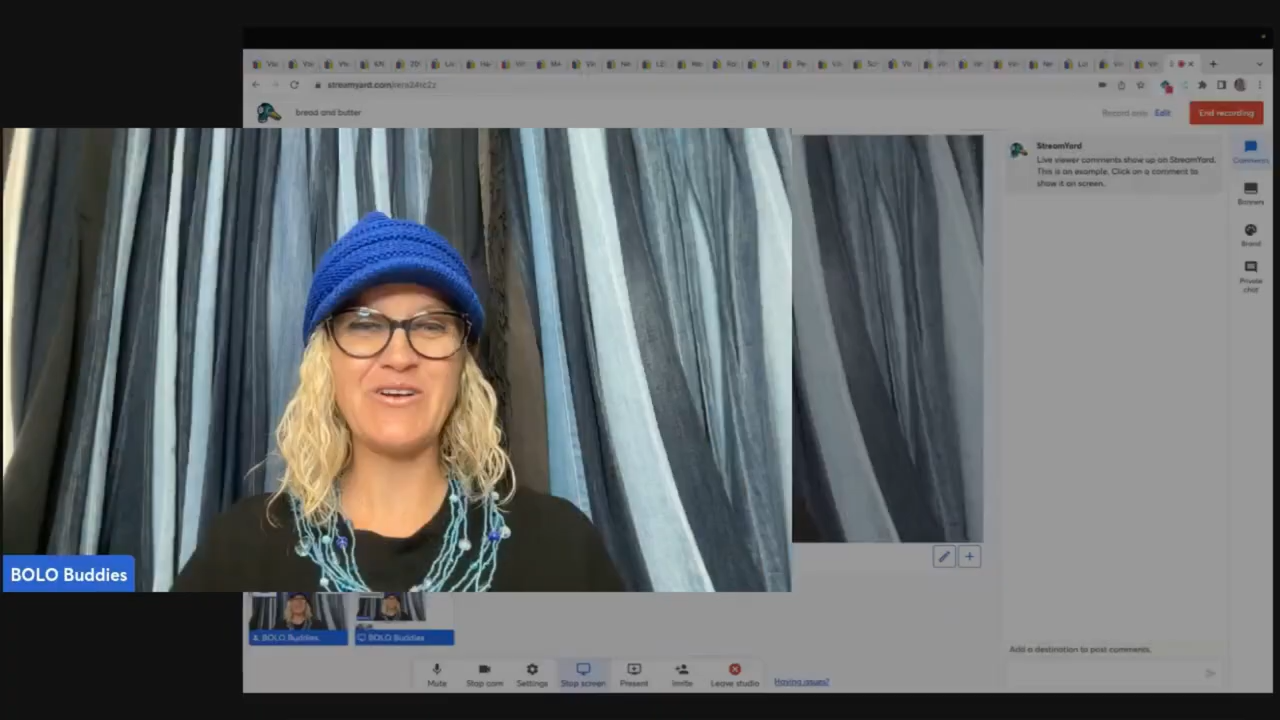 streamyard.com/
bread and butter
Record only
Edit
End recording
StreamYard
Live viewer comments show up on StreamYard.
This is an example. Click on a comment to
show it on screen.
Comments
Banners
Brand
Private
chat
BOLO Buddies
BOLO Buddies
BOLO Buddies
Add a destination to post comments.
Mute
Stop cam
Settings
Stop screen
Present
Invite
Leave studio
Having issues?